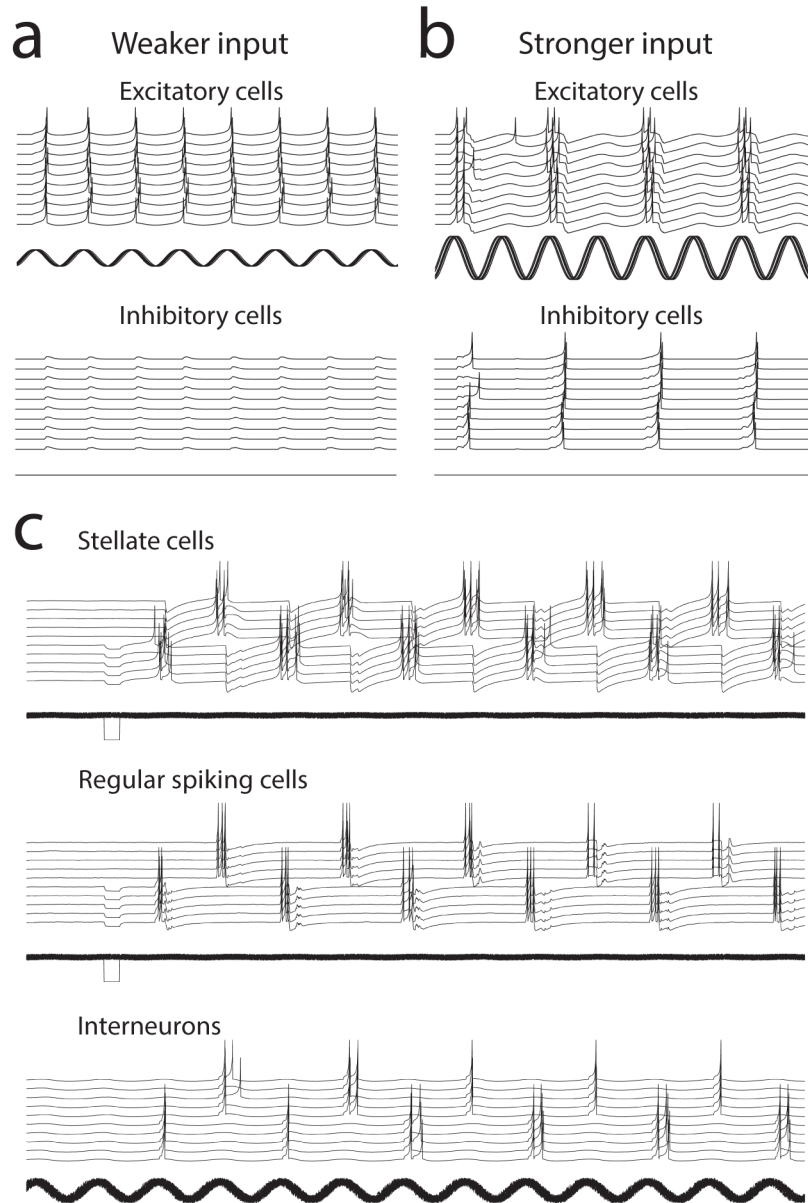 a
Weaker input
Excitatory cells
Inhibitory cells
b
Stronger input
Excitatory cells
Inhibitory cells
c
Stellate cells
Regular spiking cells
Interneurons